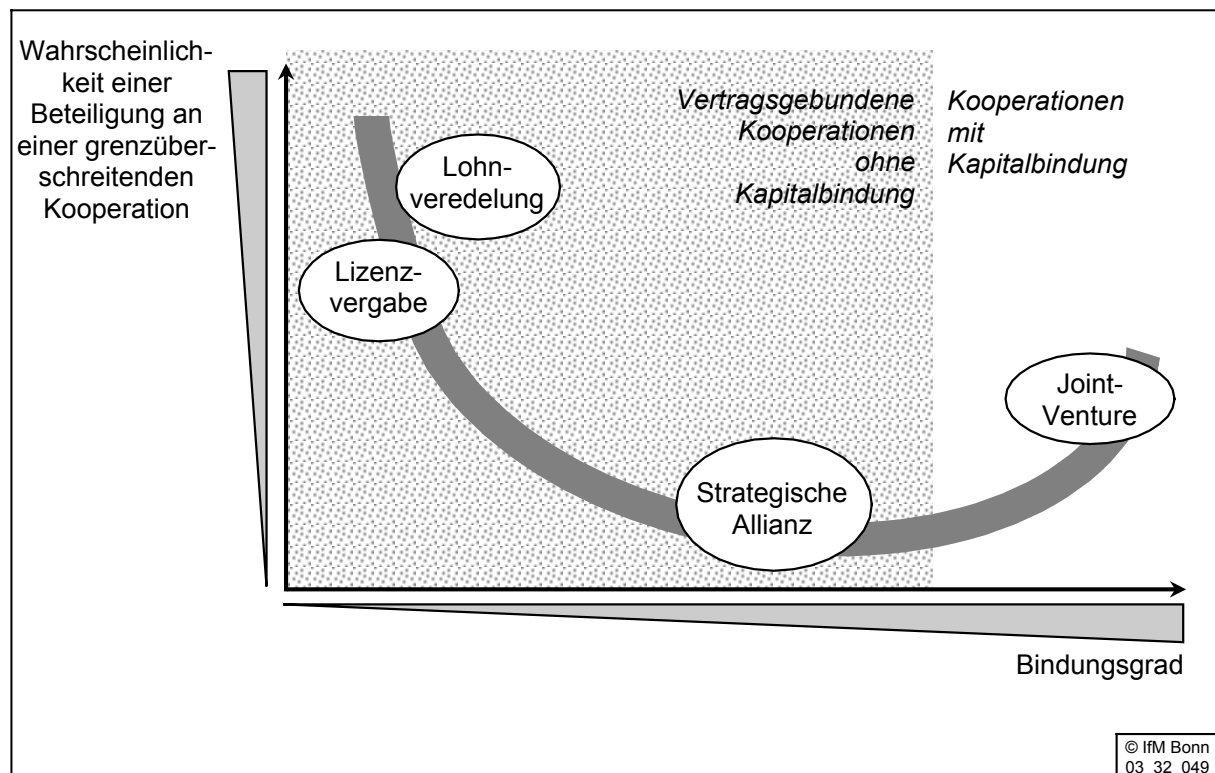 Wahrscheinlich-
keit einer
Beteiligung an
einer grenzüber-
schreitenden
Kooperation
Vertragsgebundene
Kooperationen
ohne
Kapitalbindung
Kooperationen
mit
Kapitalbindung
Lohn-
veredelung
Lizenz-
vergabe
Joint-
Venture
Strategische
Allianz
Bindungsgrad
© IfM Bonn
03 32 049